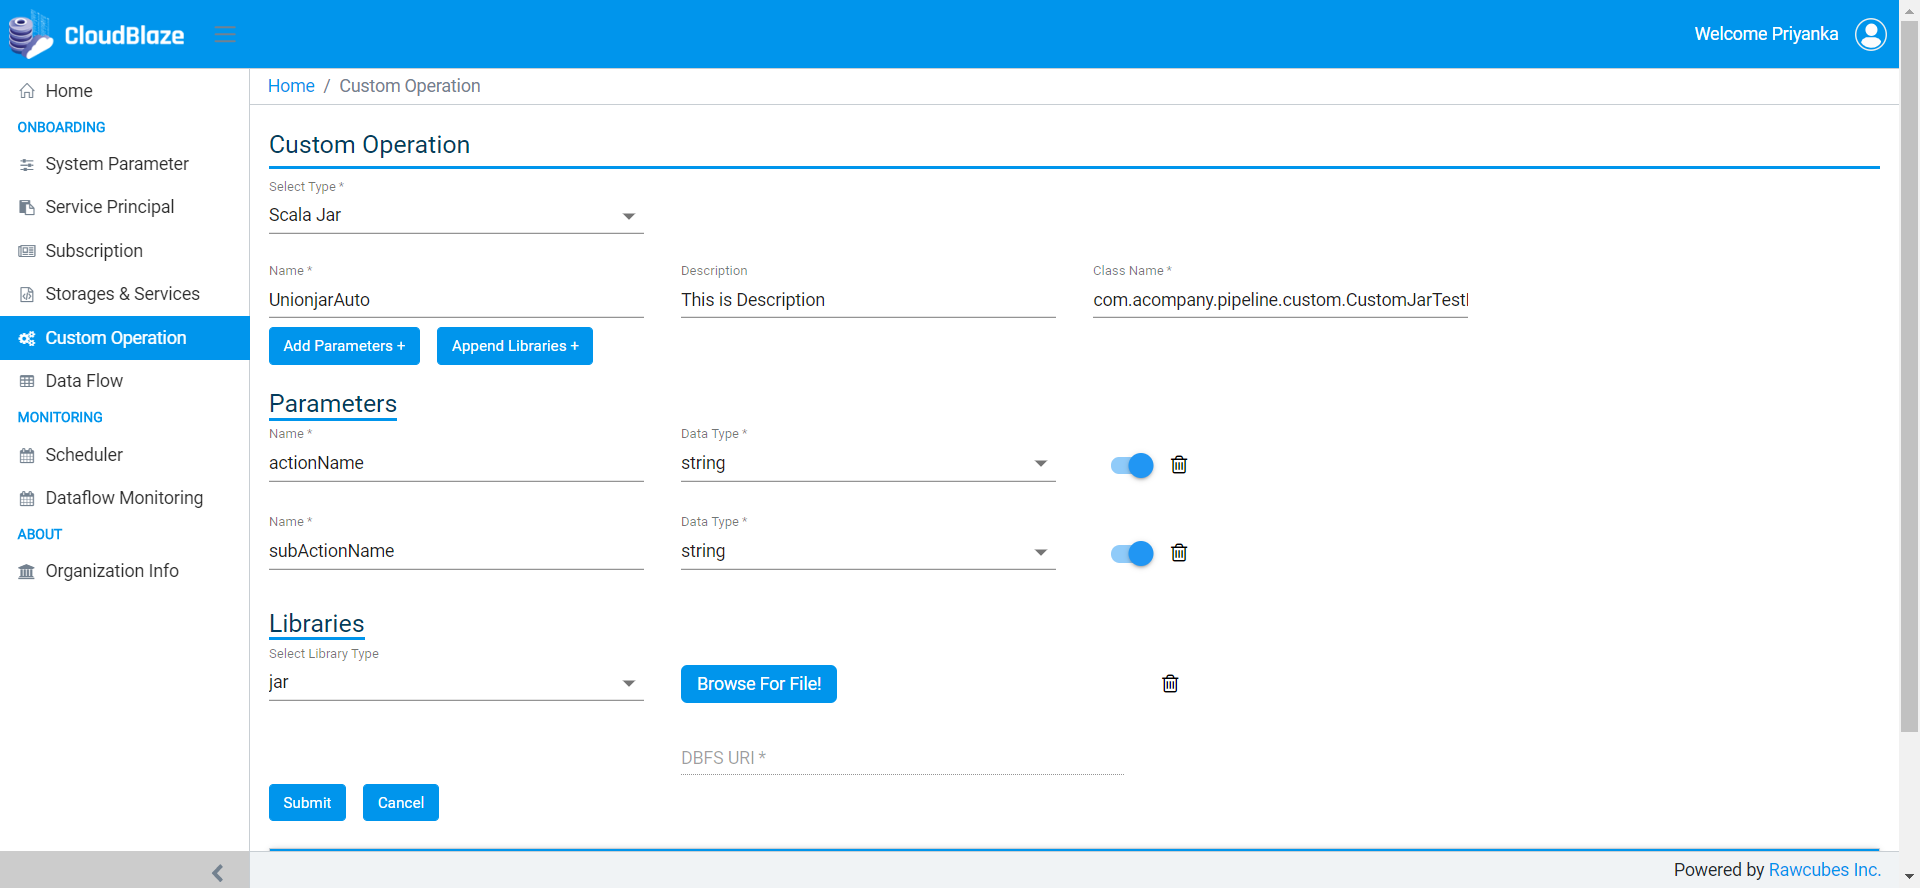 CloudBlaze
Welcome Priyanka
Home
ONBOARDING
System Parameter
Service Principal
Subscription
Storages & Services
Custom Operation
Data Flow
MONITORING
Scheduler
Dataflow Monitoring
ABOUT
Organization Info
Home / Custom Operation
Custom Operation
Select Type *
Scala Jar
Name * Description Class Name *
UnionjarAuto This is Description com.acompany.pipeline.custom.CustomJarTest
Add Parameters + Append Libraries +
Parameters
Name * Data Type *
actionName string
Name * Data Type *
subActionName string
Libraries
Select Library Type
jar Browse For File!
DBFS URI *
Submit Cancel
Powered by Rawcubes Inc.